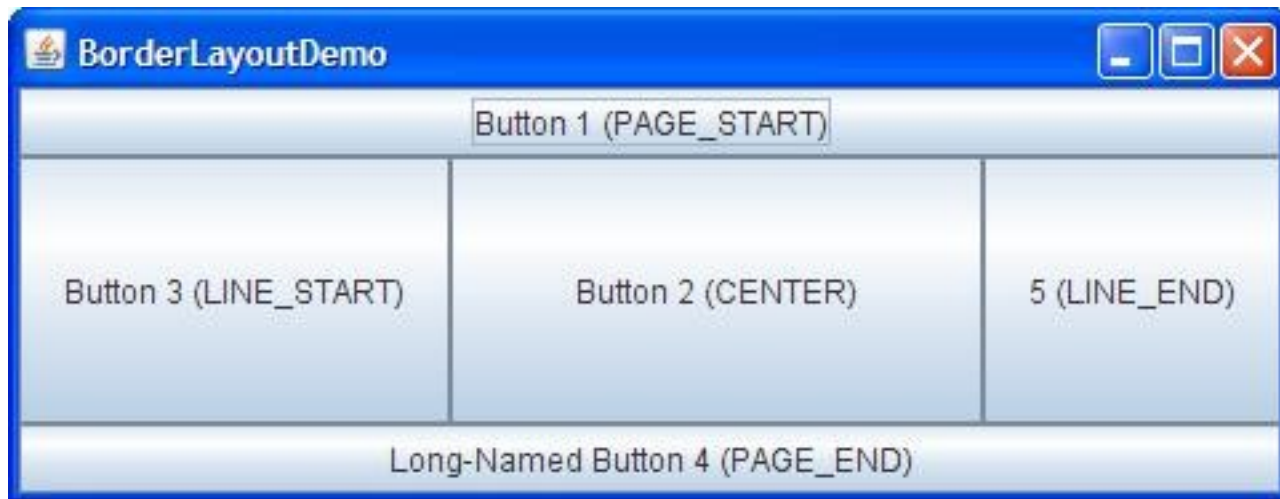 BorderLayoutDemo
Button 1 (PAGE_START)
Button 3 (LINE_START)
Button 2 (CENTER)
5 (LINE_END)
Long-Named Button 4 (PAGE_END)